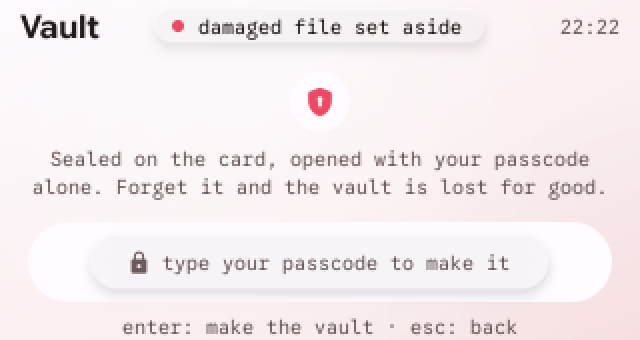 Vault
damaged file set aside
22:22
Sealed on the card, opened with your passcode
alone. Forget it and the vault is lost for good.
type your passcode to make it
enter: make the vault · esc: back